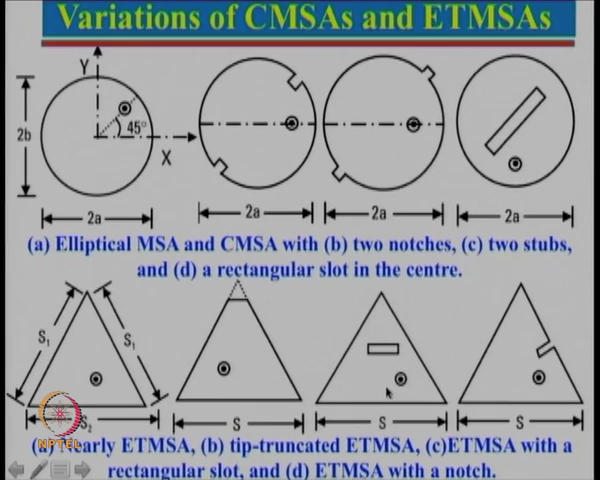 Variations of CMSAs and ETMSAs
Y
2b
45°
X
2a
2a
2a
2a
(a) Elliptical MSA and CMSA with (b) two notches, (c) two stubs,
and (d) a rectangular slot in the centre.
S₁
S₁
S₂
S
S
S
NPTEL
(a) Nearly ETMSA, (b) tip-truncated ETMSA, (c)ETMSA with a
rectangular slot, and (d) ETMSA with a notch.